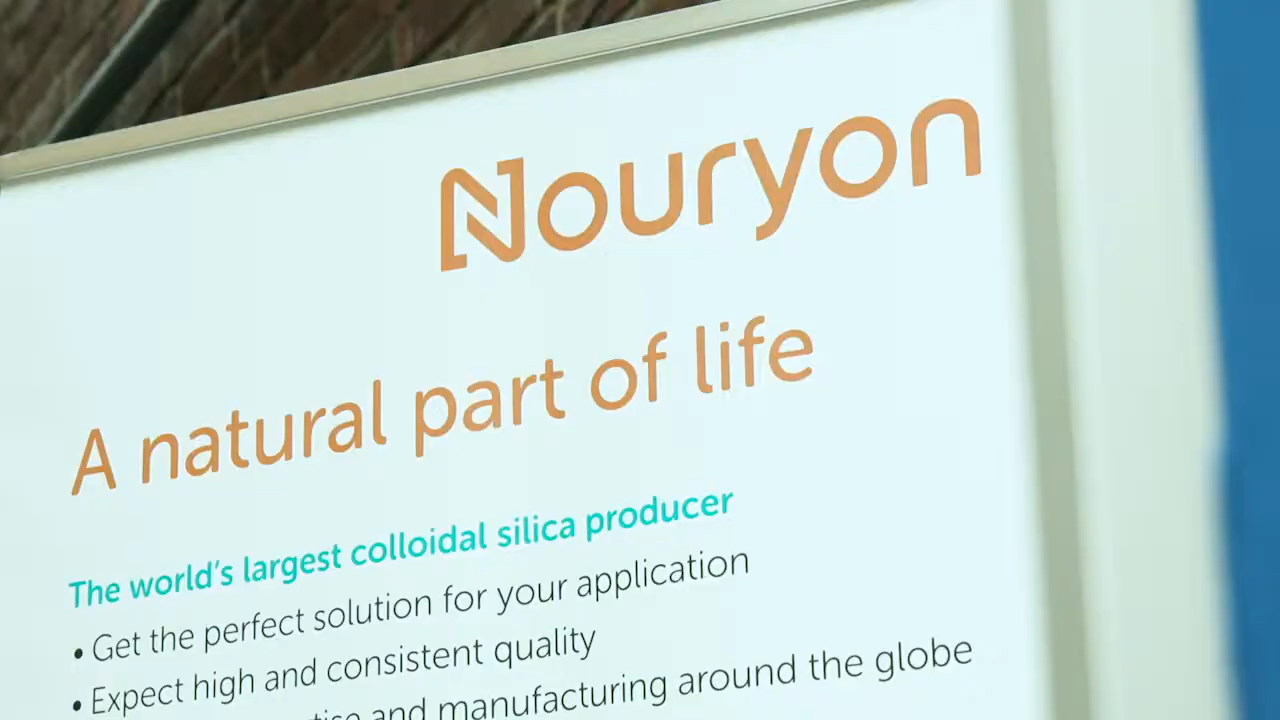 Nouryon
A natural part of life
The world's largest colloidal silica producer
• Get the perfect solution for your application
• Expect high and consistent quality
and manufacturing around the globe